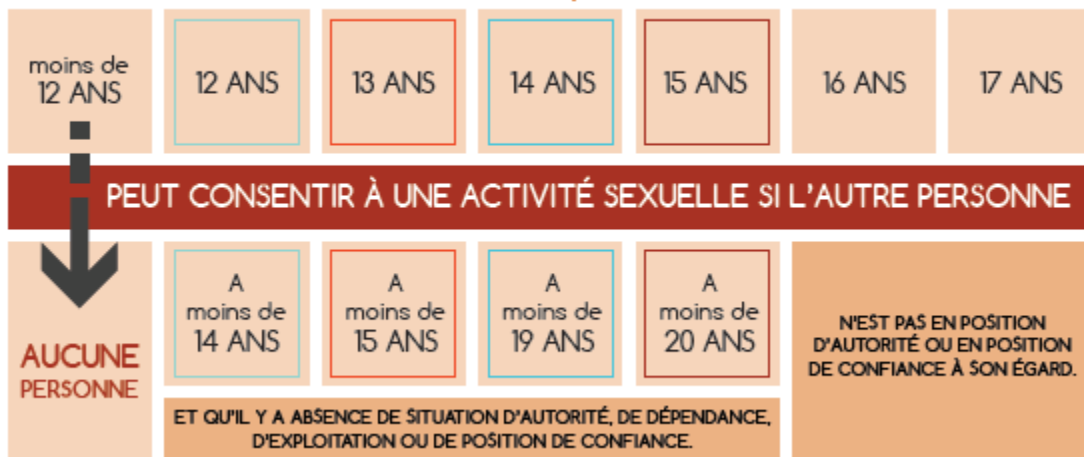 moins de
12 ANS
12 ANS
13 ANS
14 ANS
15 ANS
16 ANS
17 ANS
PEUT CONSENTIR À UNE ACTIVITÉ SEXUELLE SI L'AUTRE PERSONNE
AUCUNE
PERSONNE
A
moins de
14 ANS
A
moins de
15 ANS
A
moins de
19 ANS
A
moins de
20 ANS
ET QU'IL Y A ABSENCE DE SITUATION D'AUTORITÉ, DE DÉPENDANCE,
D'EXPLOITATION OU DE POSITION DE CONFIANCE.
N'EST PAS EN POSITION
D'AUTORITÉ OU EN POSITION
DE CONFIANCE À SON ÉGARD.